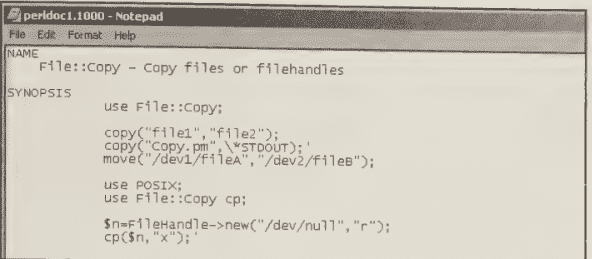 perldoc1.1000 - Notepad
File Edit Format Help
NAME
File::Copy - Copy files or filehandles
SYNOPSIS
use File::Copy;
copy("file1","file2");
copy("Copy.pm",\*STDOUT);'
move("/dev1/fileA","/dev2/fileB");
use POSIX;
use File::Copy cp;
$n=FileHandle->new("/dev/null","r");
cp($n,"x");'